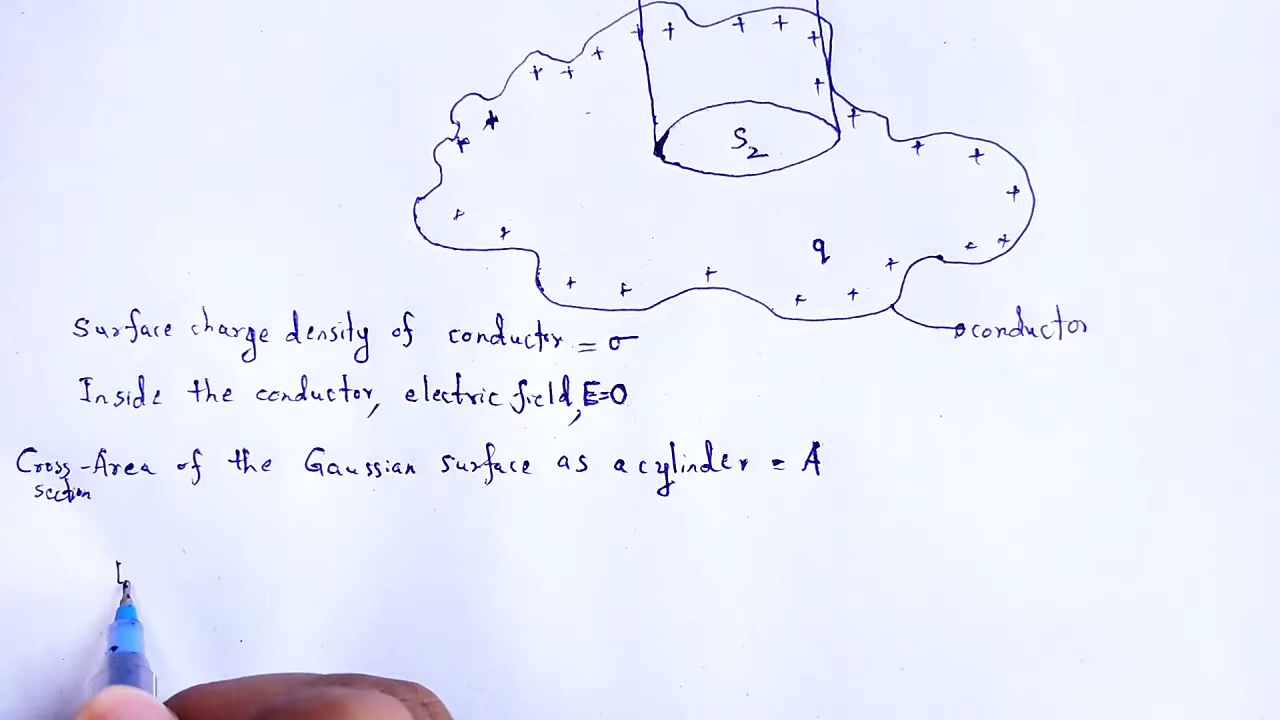 S2
q
conductor
Surface charge density of conductor = σ
Inside the conductor, electric field, E=0
Cross-Area of the Gaussian surface as a cylinder = A
section